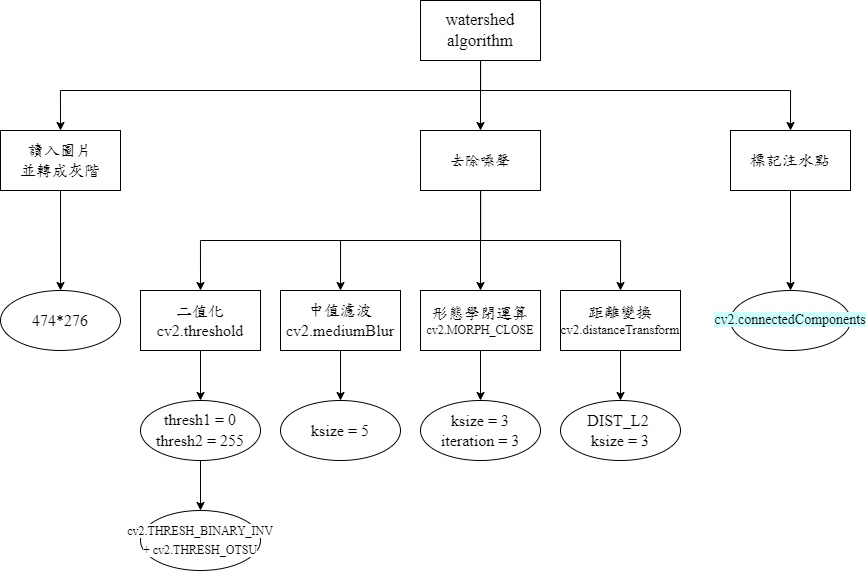 watershed
algorithm
讀入圖片
並轉成灰階
去除嗓聲
標記注水點
474*276
二值化
cv2.threshold
中值濾波
cv2.mediumBlur
形態學閉運算
cv2.MORPH_CLOSE
距離變換
cv2.distanceTransform
cv2.connectedComponents
thresh1 = 0
thresh2 = 255
ksize = 5
ksize = 3
iteration = 3
DIST_L2
ksize = 3
cv2.THRESH_BINARY_INV
+ cv2.THRESH_OTSU